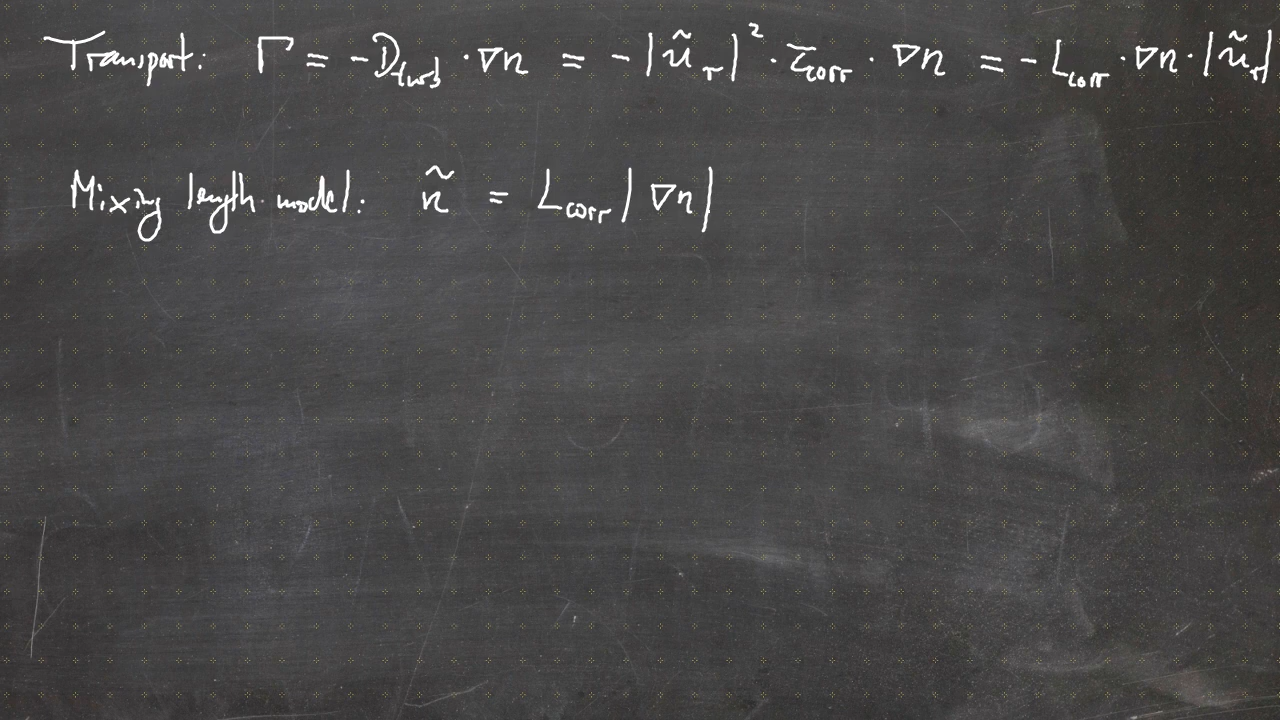 Transport: Γ = -D_turb · ∇n = -|ũ_r|² · τ_corr · ∇n = - L_corr · ∇n · |ũ_r|
Mixing length model: ñ = L_corr | ∇n |